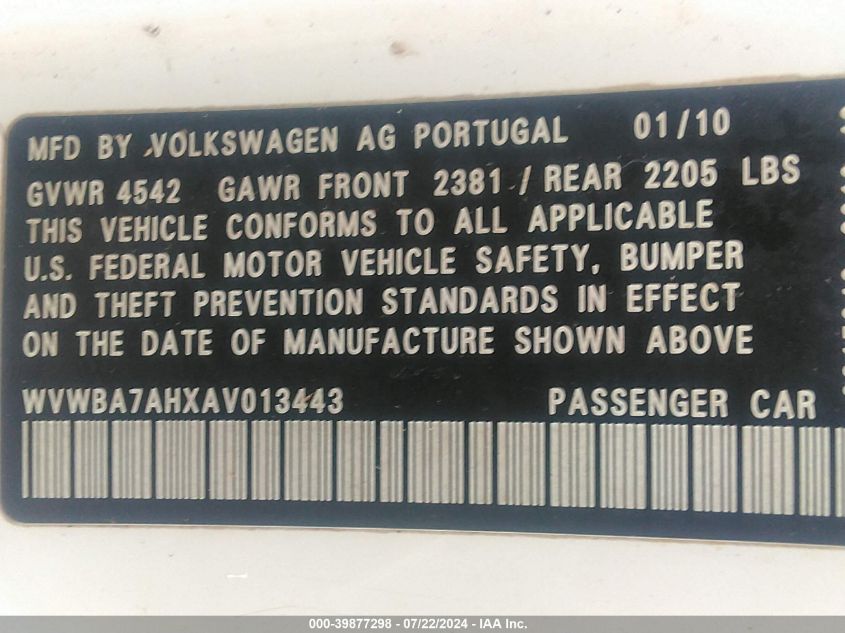 MFD BY VOLKSWAGEN AG PORTUGAL 01/10
GVWR 4542 GAWR FRONT 2381 / REAR 2205 LBS
THIS VEHICLE CONFORMS TO ALL APPLICABLE
U.S. FEDERAL MOTOR VEHICLE SAFETY, BUMPER
AND THEFT PREVENTION STANDARDS IN EFFECT
ON THE DATE OF MANUFACTURE SHOWN ABOVE
WVWBA7AHXAV013443 PASSENGER CAR
000-39877298 - 07/22/2024 - IAA Inc.